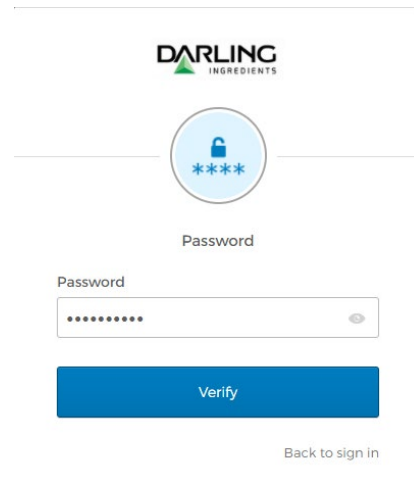 DARLING
INGREDIENTS
****
Password
Password
••••••••••
Verify
Back to sign in